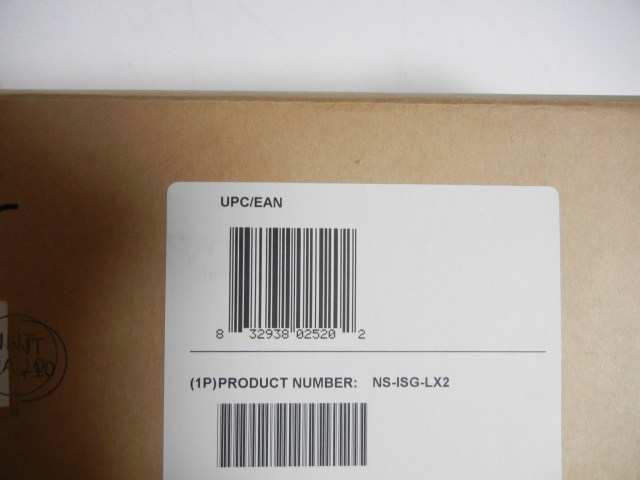 UPC/EAN
8 32938 02520 2
(1P)PRODUCT NUMBER: NS-ISG-LX2